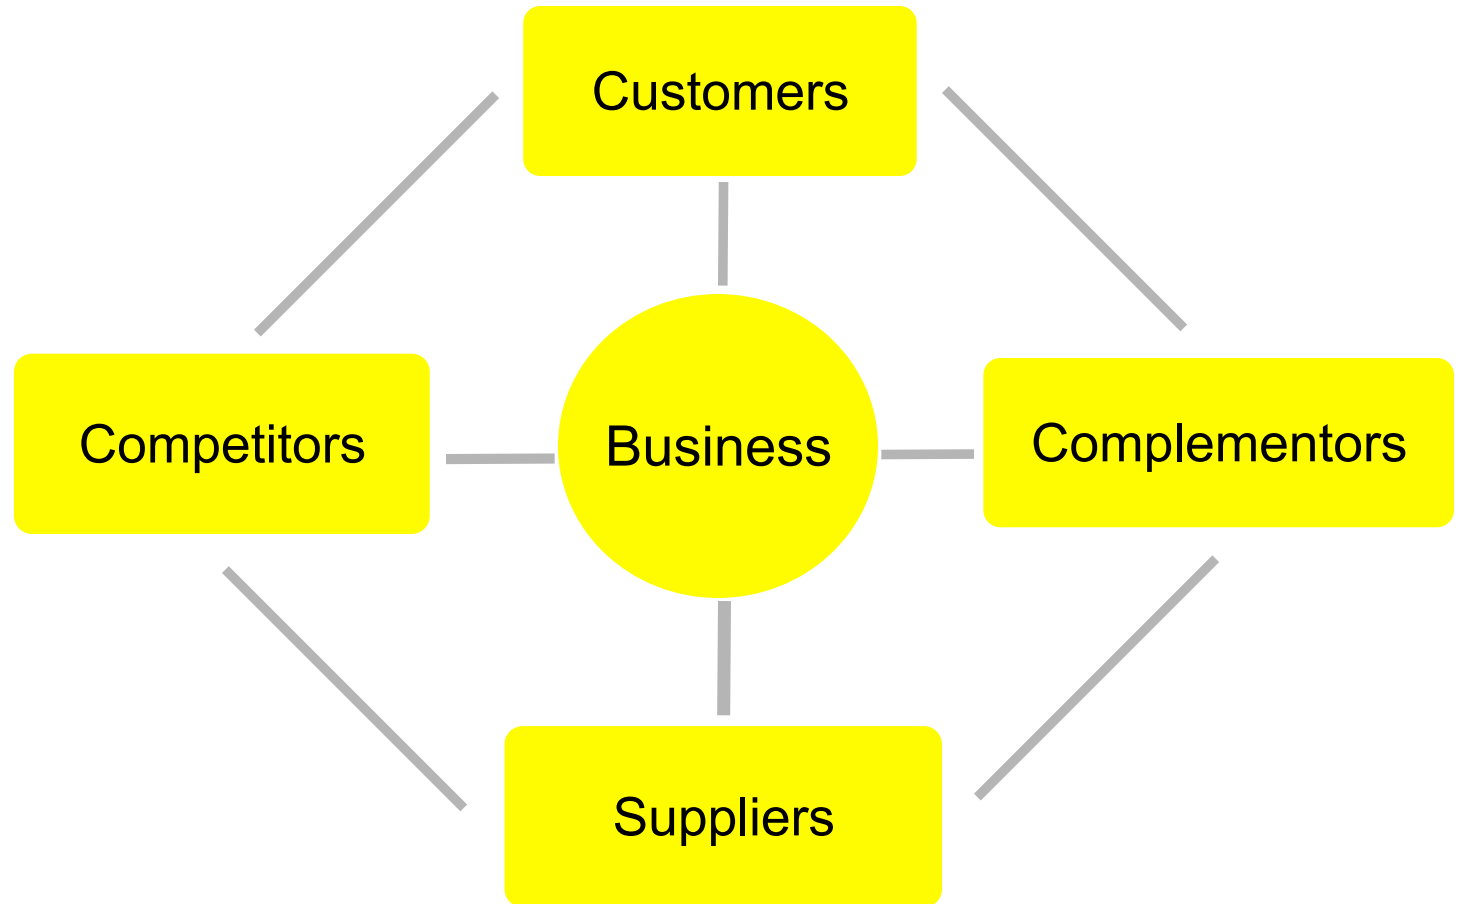 Customers
Competitors
Business
Complementors
Suppliers